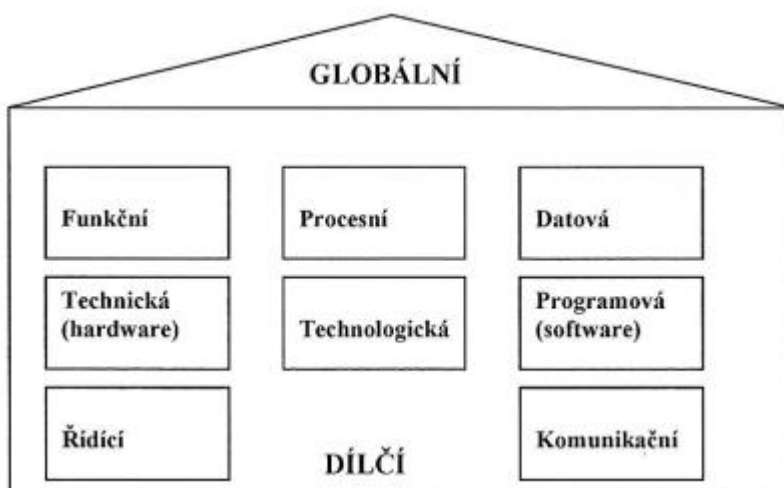 GLOBÁLNÍ
Funkční
Procesní
Datová
Technická
(hardware)
Technologická
Programová
(software)
Řídící
Komunikační
DÍLČÍ